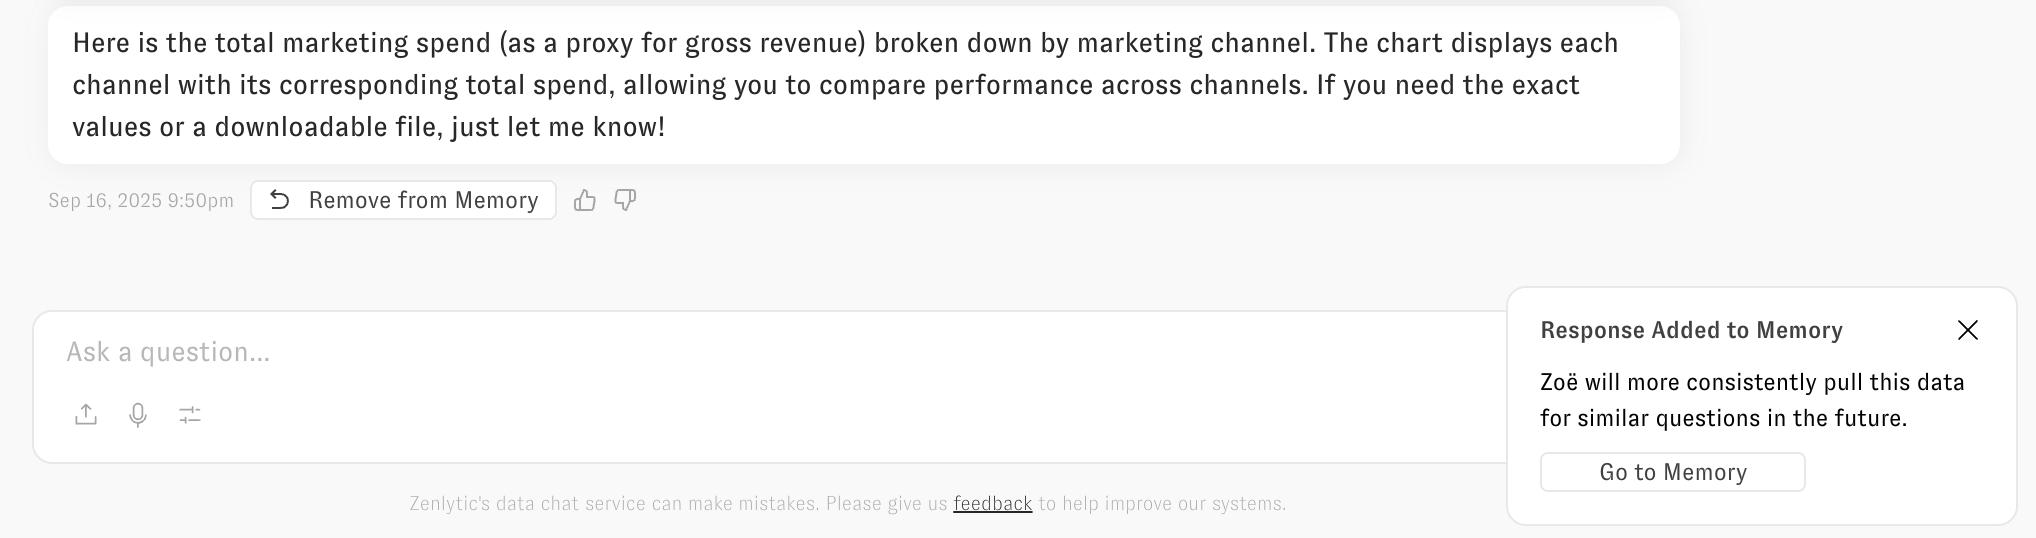 Here is the total marketing spend (as a proxy for gross revenue) broken down by marketing channel. The chart displays each
channel with its corresponding total spend, allowing you to compare performance across channels. If you need the exact
values or a downloadable file, just let me know!
Sep 16, 2025 9:50pm
Remove from Memory
Ask a question...
Response Added to Memory
Zoë will more consistently pull this data
for similar questions in the future.
Go to Memory
Zenlytic's data chat service can make mistakes. Please give us feedback to help improve our systems.